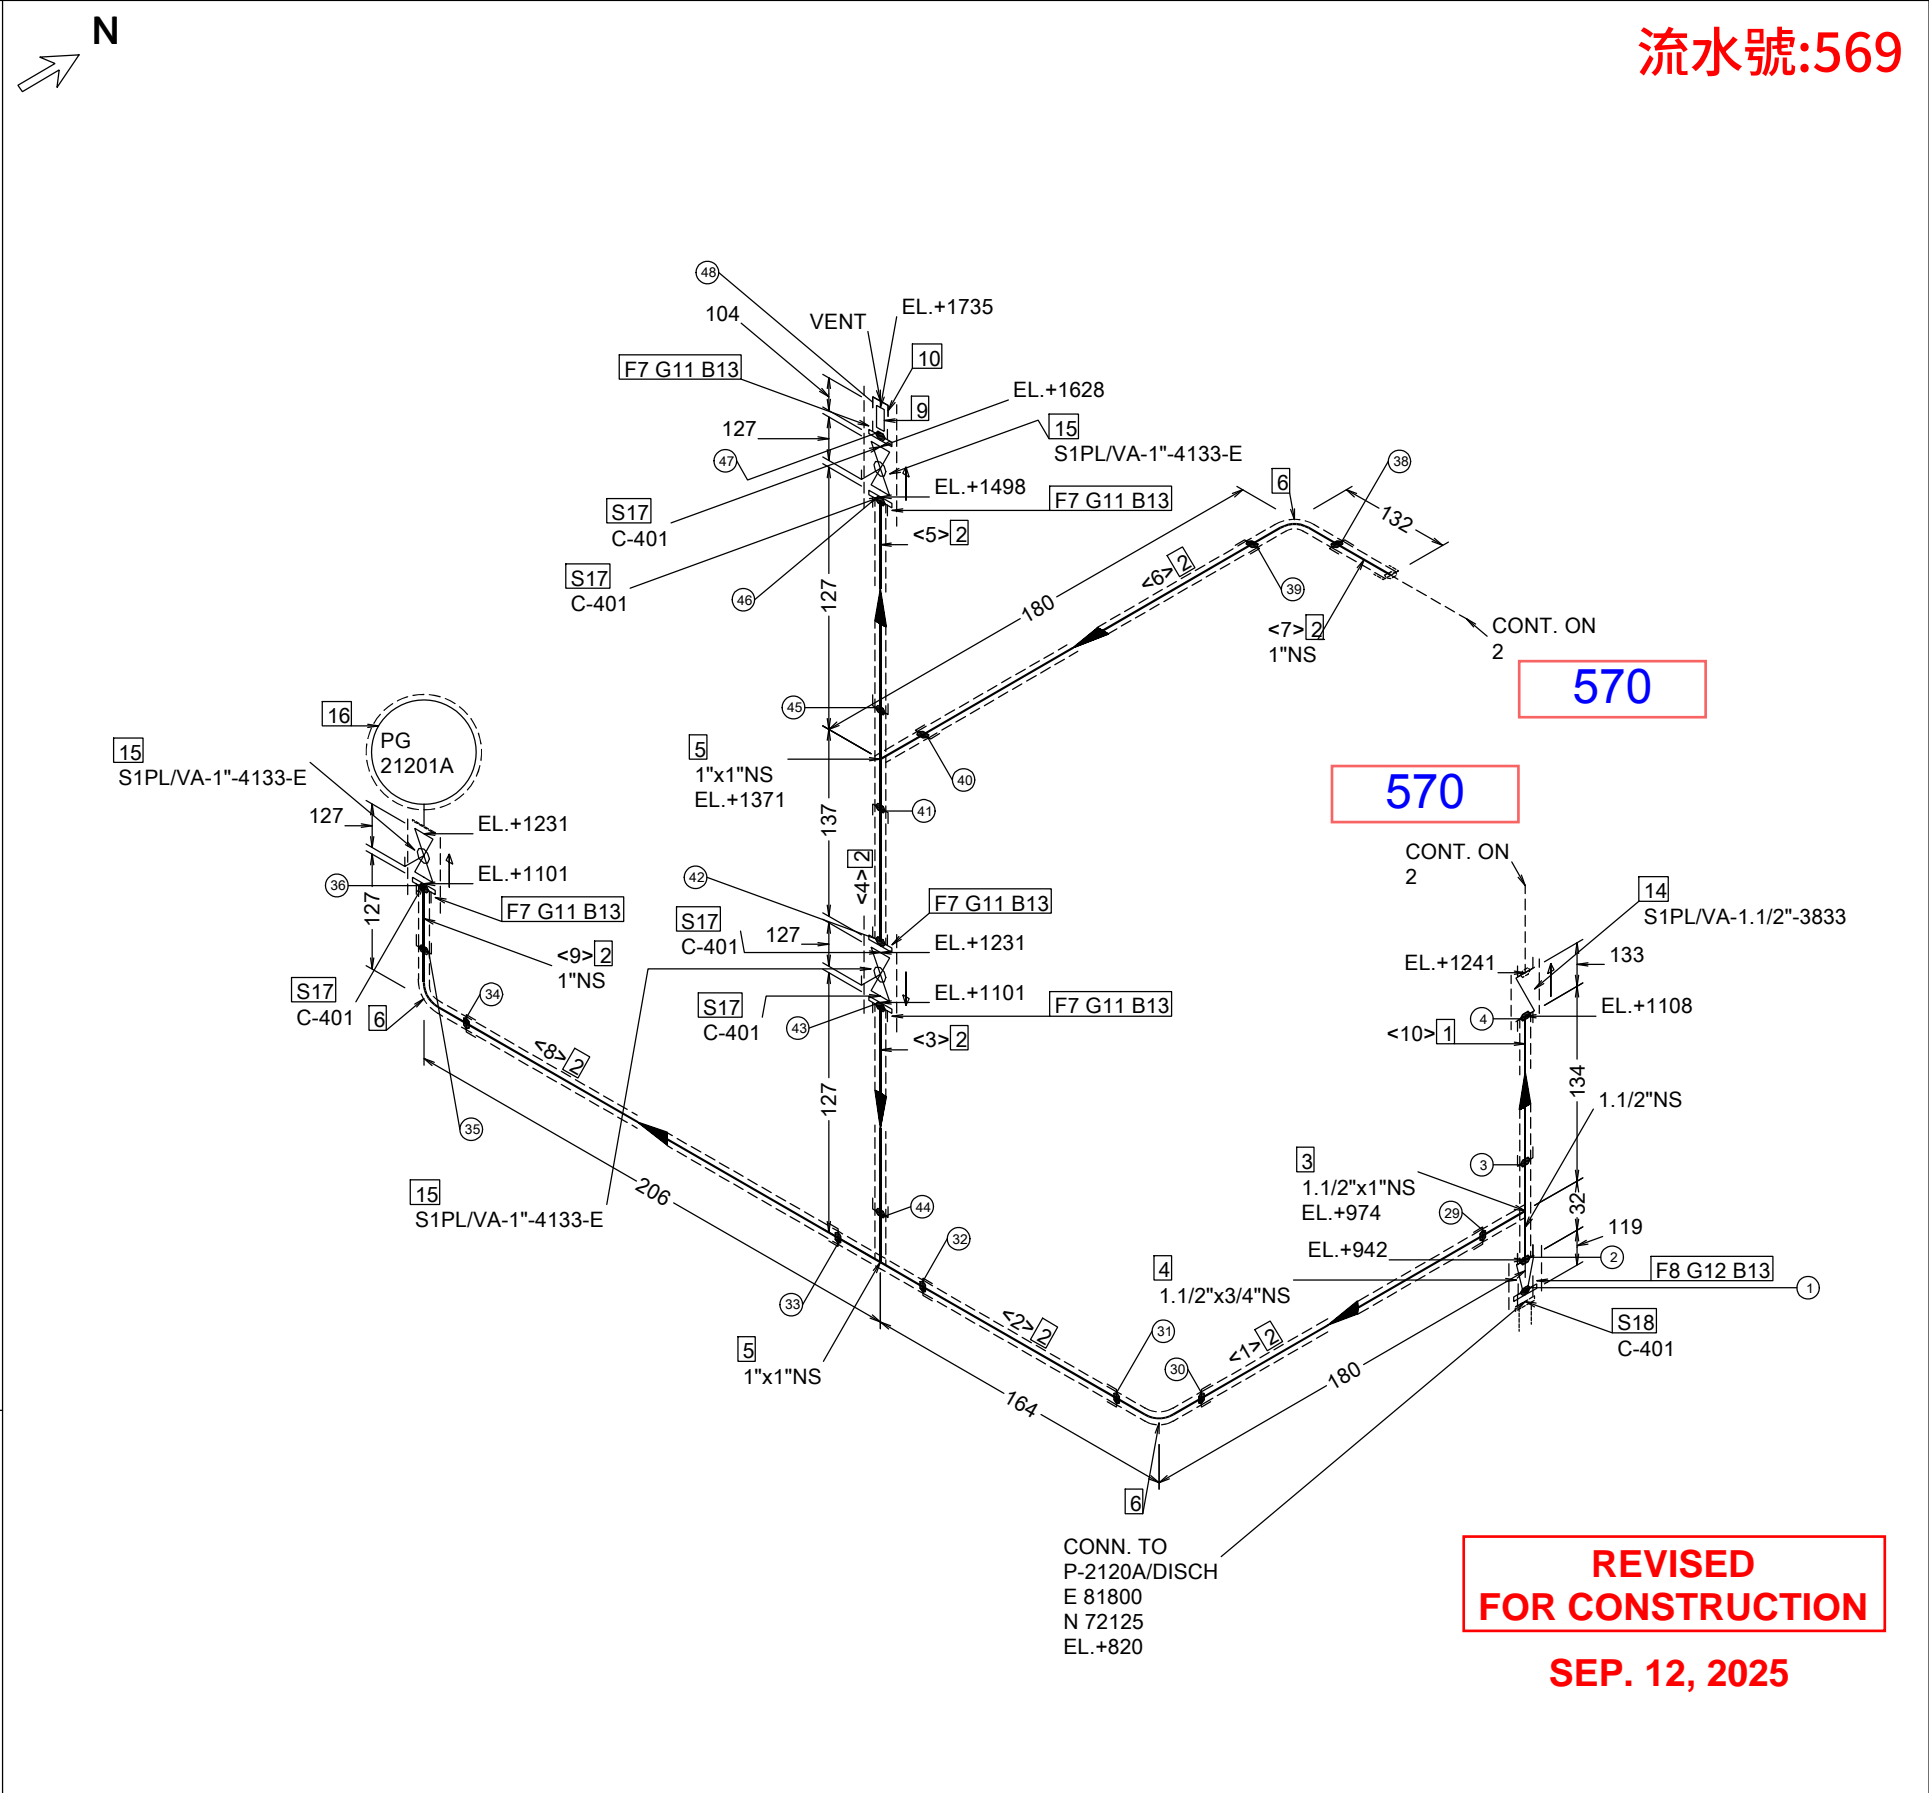 N
流水號:569
48
104
VENT
EL.+1735
F7 G11 B13
10
EL.+1628
9
127
15
S1PL/VA-1"-4133-E
47
38
6
EL.+1498
F7 G11 B13
S17
C-401
132
<5> 2
<6> 2
S17
C-401
46
127
180
39
<7> 2
1"NS
CONT. ON
2
570
45
16
PG
21201A
15
S1PL/VA-1"-4133-E
5
1"x1"NS
EL.+1371
40
570
41
127
EL.+1231
137
CONT. ON
2
<4> 2
EL.+1101
36
42
14
S1PL/VA-1.1/2"-3833
127
F7 G11 B13
F7 G11 B13
S17
C-401
127
EL.+1231
133
EL.+1241
<9> 2
1"NS
S17
C-401
6
34
S17
C-401
43
EL.+1101
F7 G11 B13
4
EL.+1108
<10> 1
<3> 2
<8> 2
134
127
1.1/2"NS
35
3
1.1/2"x1"NS
EL.+974
3
206
15
S1PL/VA-1"-4133-E
44
29
32
119
32
EL.+942
2
F8 G12 B13
4
1.1/2"x3/4"NS
1
33
S18
C-401
<2> 2
31
<1> 2
30
5
1"x1"NS
180
164
6
CONN. TO
P-2120A/DISCH
E 81800
N 72125
EL.+820
REVISED
FOR CONSTRUCTION
SEP. 12, 2025